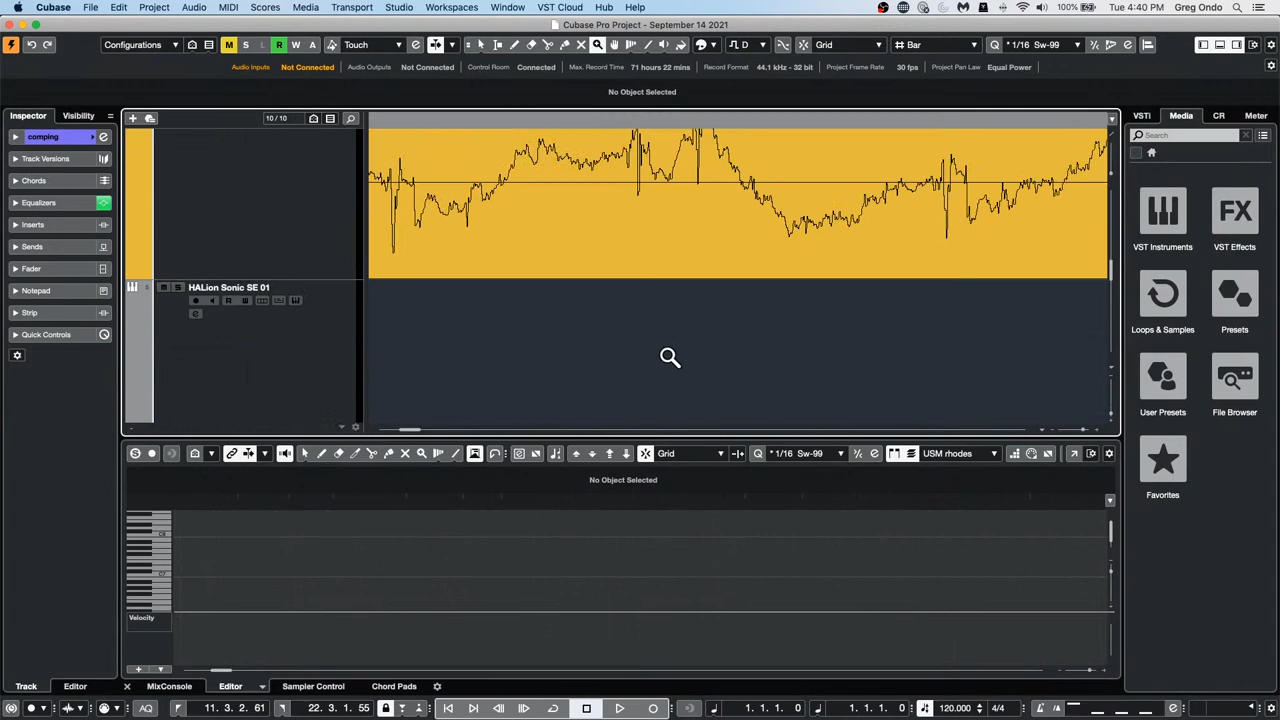 Cubase File Edit Project Audio MIDI Scores Media Transport Studio Workspaces Window VST Cloud Hub Help 100% Tue 4:40 PM Greg Ondo
Cubase Pro Project - September 14 2021
Configurations M S L R W A Touch D Grid Bar Q * 1/16 Sw-99
Audio Inputs Not Connected Audio Outputs Not Connected Control Room Connected Max. Record Time 71 hours 22 mins Record Format 44.1 kHz - 32 bit Project Frame Rate 30 fps Project Pan Law Equal Power
No Object Selected
Inspector Visibility
10 / 10
VSTi Media CR Meter
comping
Search
Track Versions
Chords
Equalizers
Inserts
Sends
VST Instruments VST Effects
Fader
HALion Sonic SE 01
Notepad
R W
Strip
Loops & Samples Presets
Quick Controls
User Presets File Browser
Grid Q * 1/16 Sw-99 USM rhodes
No Object Selected
Favorites
C8
C7
Velocity
Track Editor MixConsole Editor Sampler Control Chord Pads
AQ 11. 3. 2. 61 22. 3. 1. 55 1. 1. 1. 0 1. 1. 1. 0 120.000 4/4